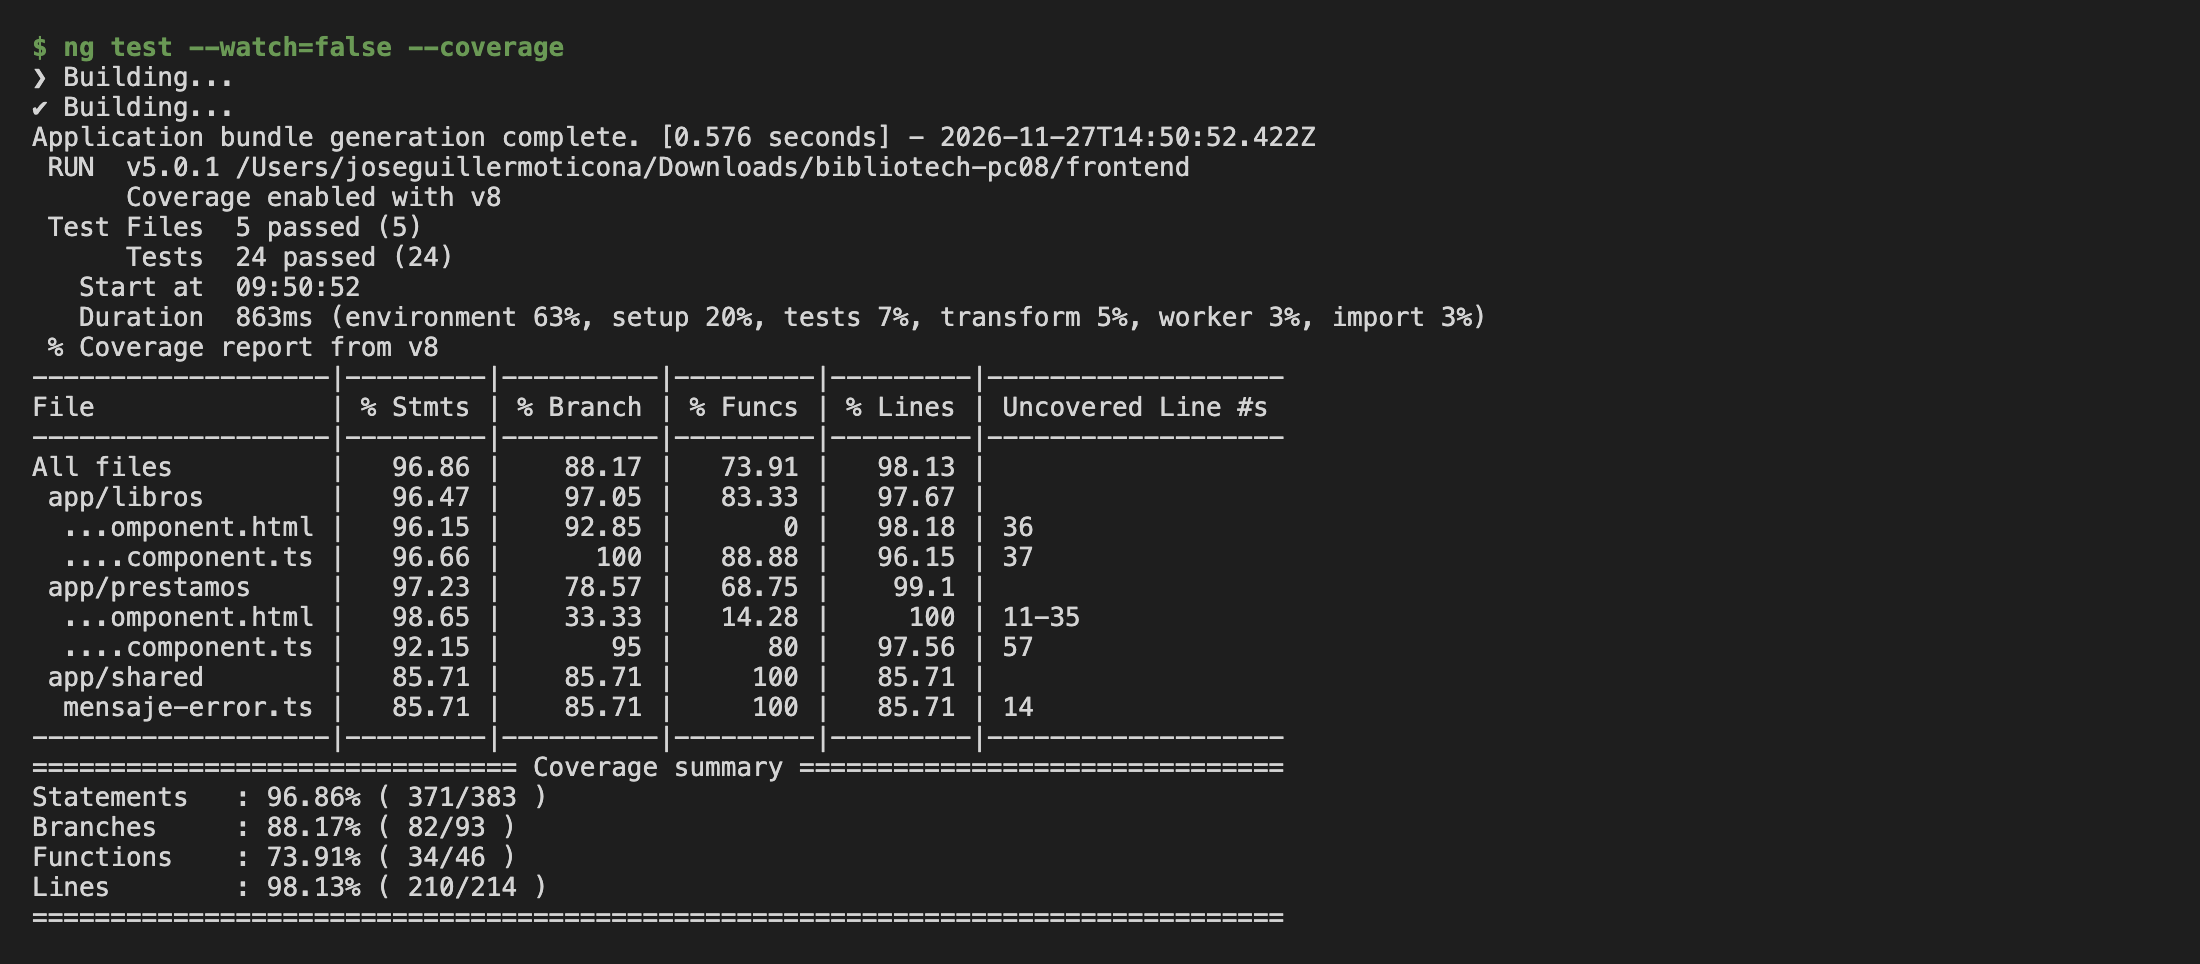 $ ng test --watch=false --coverage
❯ Building...
✔ Building...
Application bundle generation complete. [0.576 seconds] - 2026-11-27T14:50:52.422Z
 RUN  v5.0.1 /Users/joseguillermoticona/Downloads/bibliotech-pc08/frontend
      Coverage enabled with v8
 Test Files  5 passed (5)
      Tests  24 passed (24)
   Start at  09:50:52
   Duration  863ms (environment 63%, setup 20%, tests 7%, transform 5%, worker 3%, import 3%)
 % Coverage report from v8
-------------------|---------|----------|---------|---------|-------------------
File               | % Stmts | % Branch | % Funcs | % Lines | Uncovered Line #s
-------------------|---------|----------|---------|---------|-------------------
All files          |   96.86 |    88.17 |   73.91 |   98.13 |
 app/libros        |   96.47 |    97.05 |   83.33 |   97.67 |
  ...omponent.html |   96.15 |    92.85 |       0 |   98.18 | 36
  ....component.ts |   96.66 |      100 |   88.88 |   96.15 | 37
 app/prestamos     |   97.23 |    78.57 |   68.75 |    99.1 |
  ...omponent.html |   98.65 |    33.33 |   14.28 |     100 | 11-35
  ....component.ts |   92.15 |       95 |      80 |   97.56 | 57
 app/shared        |   85.71 |    85.71 |     100 |   85.71 |
  mensaje-error.ts |   85.71 |    85.71 |     100 |   85.71 | 14
-------------------|---------|----------|---------|---------|-------------------
=============================== Coverage summary ===============================
Statements   : 96.86% ( 371/383 )
Branches     : 88.17% ( 82/93 )
Functions    : 73.91% ( 34/46 )
Lines        : 98.13% ( 210/214 )
================================================================================